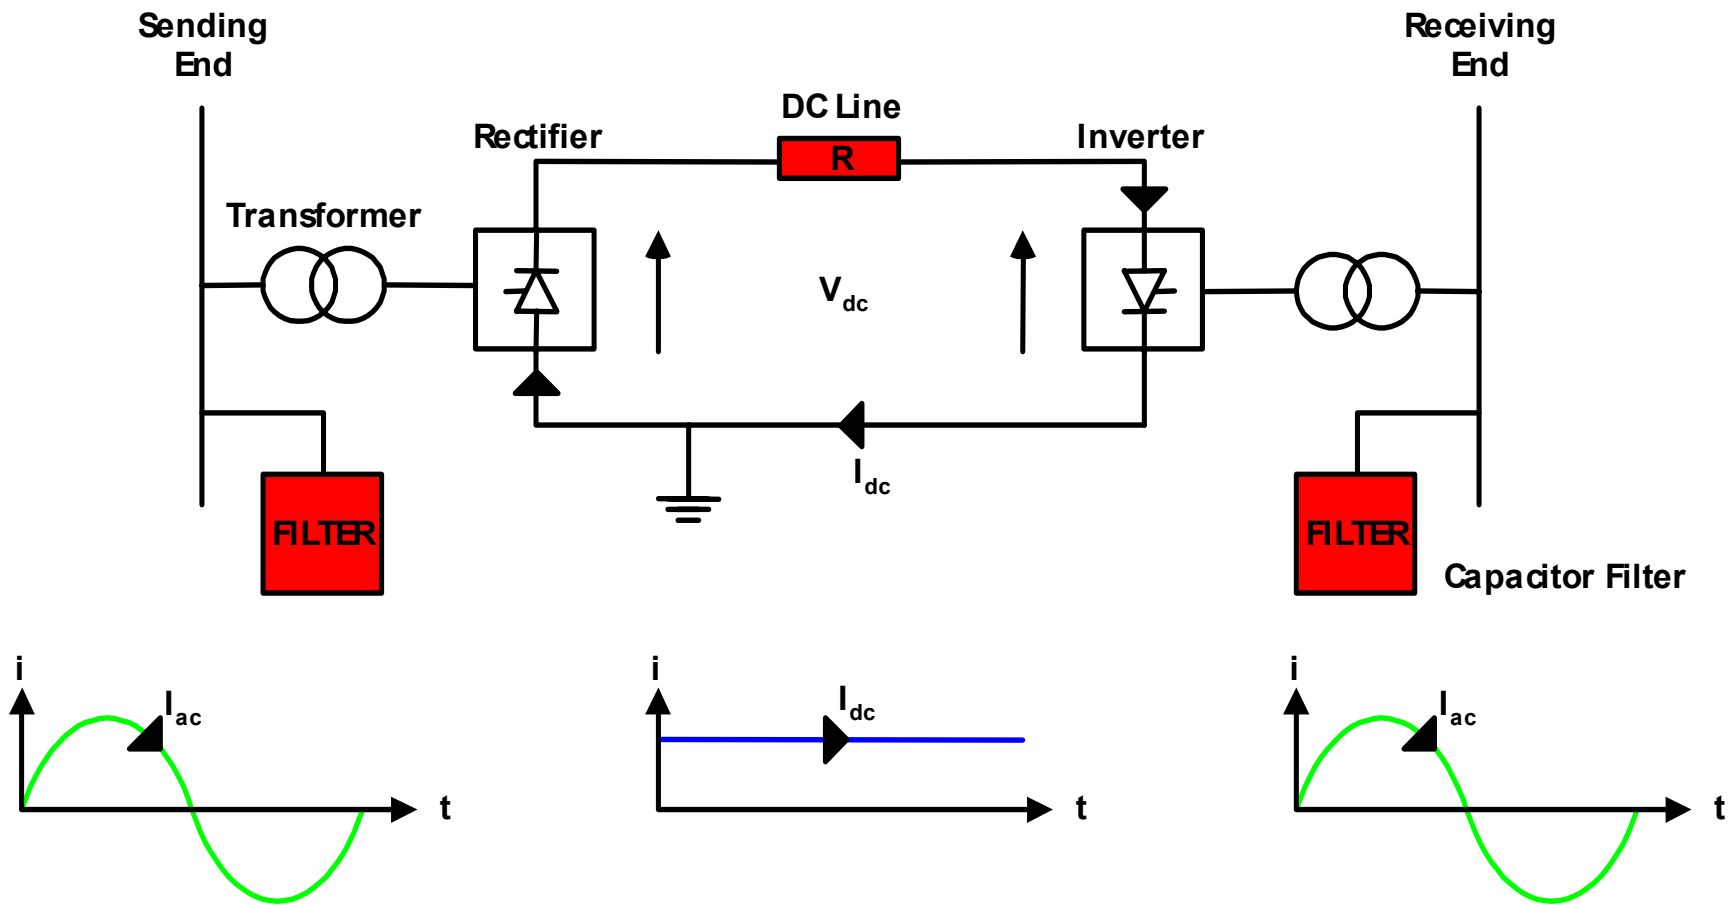 Sending
End
Receiving
End
DC Line
Rectifier
R
Inverter
Transformer
Vdc
Idc
FILTER
FILTER
Capacitor Filter
i
Iac
t
i
Idc
t
i
Iac
t